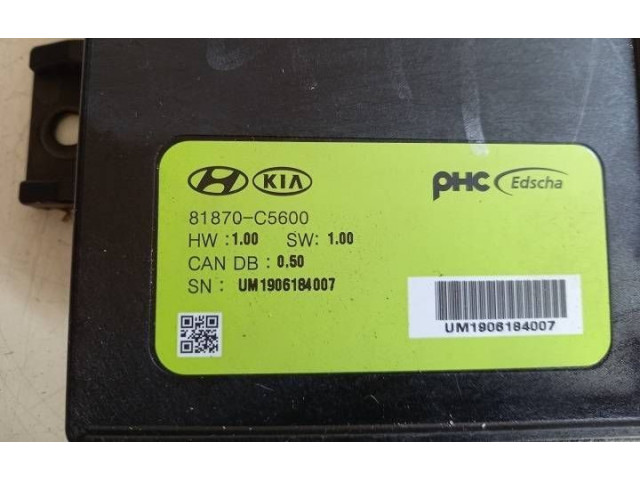 KIA
PHC Edscha
81870-C5600
HW :1.00 SW: 1.00
CAN DB : 0.50
SN : UM1906184007
UM1906184007